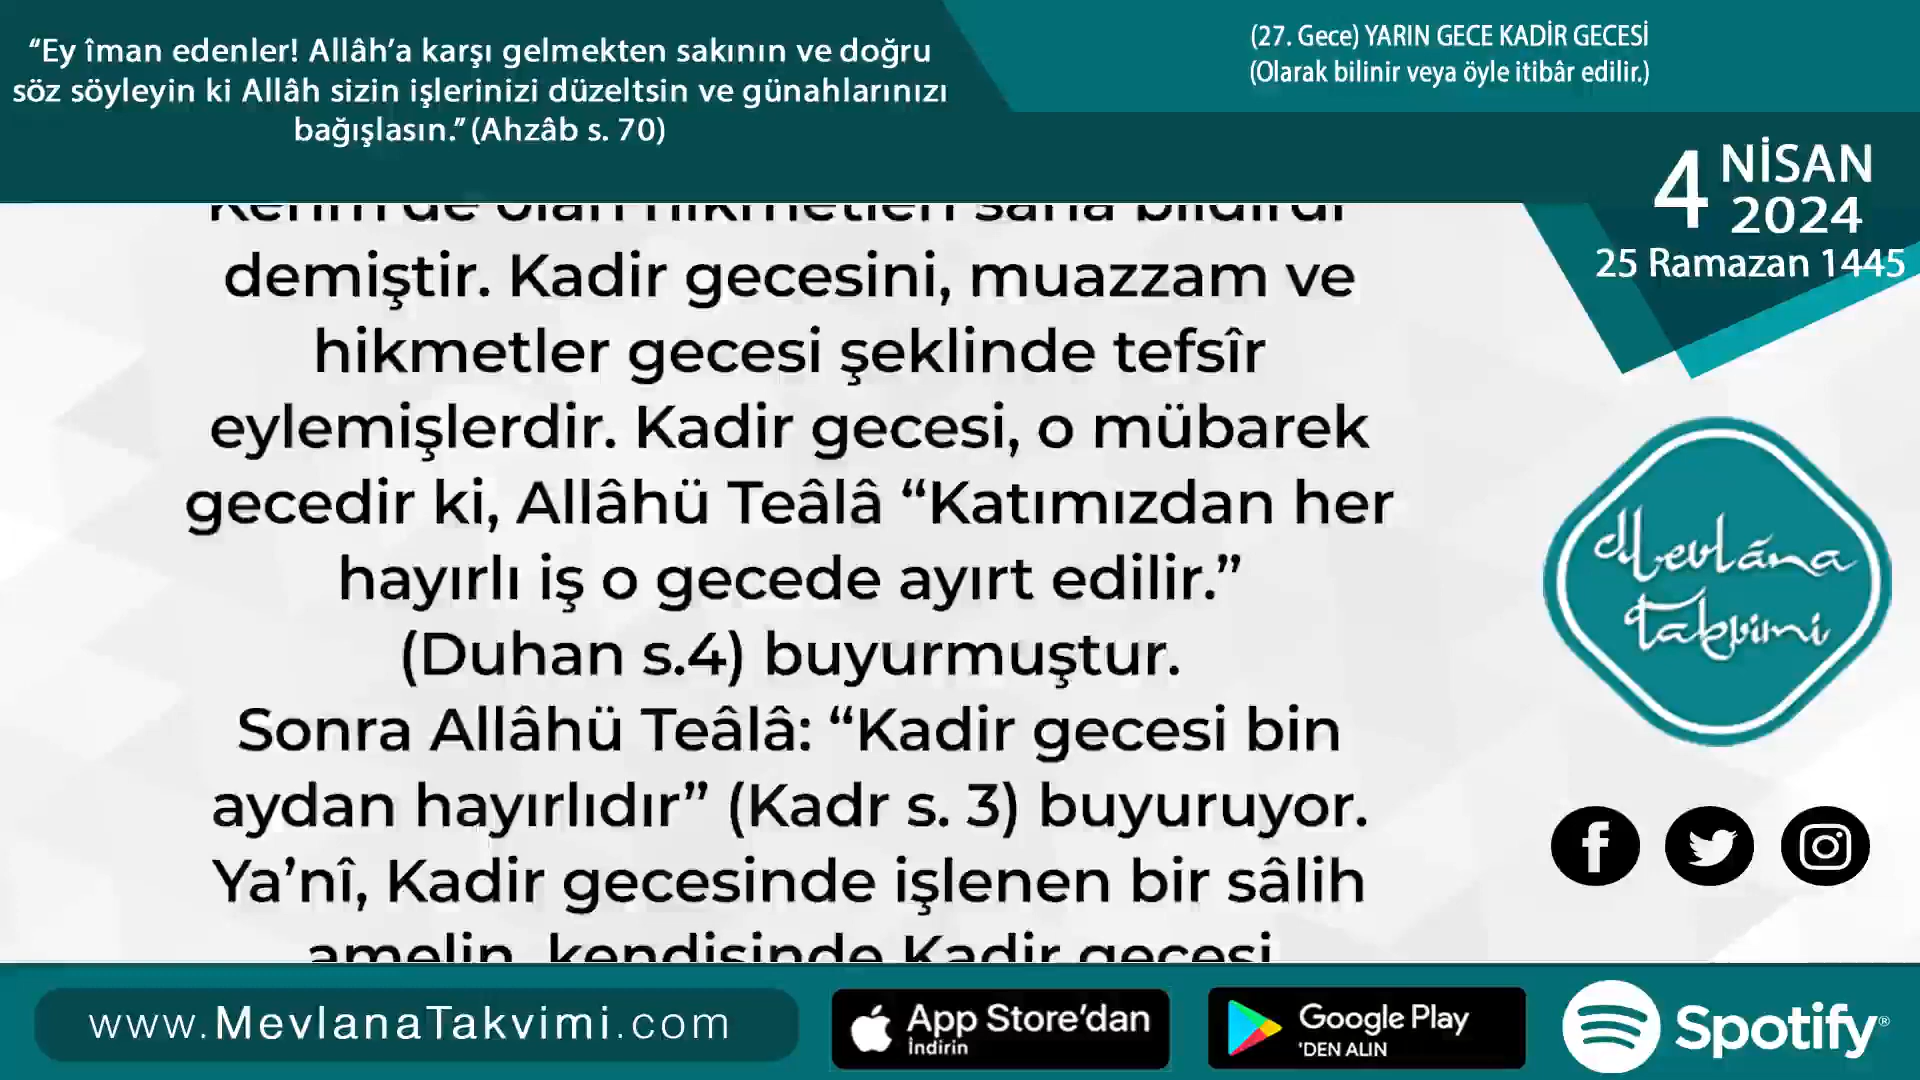 “Ey îman edenler! Allâh’a karşı gelmekten sakının ve doğru
söz söyleyin ki Allâh sizin işlerinizi düzeltsin ve günahlarınızı
bağışlasın.” (Ahzâb s. 70)
(27. Gece) YARIN GECE KADİR GECESİ
(Olarak bilinir veya öyle itibâr edilir.)
4 NİSAN
2024
25 Ramazan 1445
demiştir. Kadir gecesini, muazzam ve
hikmetler gecesi şeklinde tefsîr
eylemişlerdir. Kadir gecesi, o mübarek
gecedir ki, Allâhü Teâlâ “Katımızdan her
hayırlı iş o gecede ayırt edilir.”
(Duhan s.4) buyurmuştur.
Sonra Allâhü Teâlâ: “Kadir gecesi bin
aydan hayırlıdır” (Kadr s. 3) buyuruyor.
Ya’nî, Kadir gecesinde işlenen bir sâlih
amelin, kendisinde Kadir gecesi
Mevlâna
Takvimi
www.MevlanaTakvimi.com
App Store’dan
İndirin
Google Play
’DEN ALIN
Spotify®